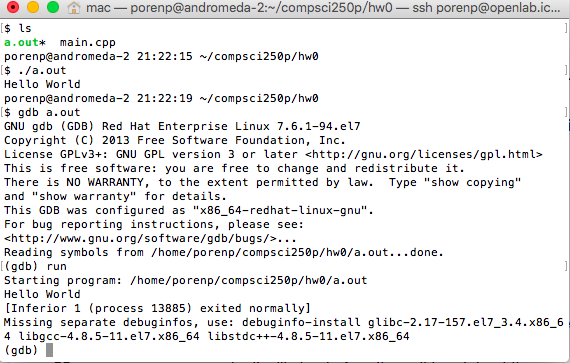 mac — porenp@andromeda-2:~/compsci250p/hw0 — ssh porenp@openlab.ic...
$ ls
a.out*  main.cpp
porenp@andromeda-2 21:22:15 ~/compsci250p/hw0
$ ./a.out
Hello World
porenp@andromeda-2 21:22:19 ~/compsci250p/hw0
$ gdb a.out
GNU gdb (GDB) Red Hat Enterprise Linux 7.6.1-94.el7
Copyright (C) 2013 Free Software Foundation, Inc.
License GPLv3+: GNU GPL version 3 or later <http://gnu.org/licenses/gpl.html>
This is free software: you are free to change and redistribute it.
There is NO WARRANTY, to the extent permitted by law.  Type "show copying"
and "show warranty" for details.
This GDB was configured as "x86_64-redhat-linux-gnu".
For bug reporting instructions, please see:
<http://www.gnu.org/software/gdb/bugs/>...
Reading symbols from /home/porenp/compsci250p/hw0/a.out...done.
(gdb) run
Starting program: /home/porenp/compsci250p/hw0/a.out
Hello World
[Inferior 1 (process 13885) exited normally]
Missing separate debuginfos, use: debuginfo-install glibc-2.17-157.el7_3.4.x86_6
4 libgcc-4.8.5-11.el7.x86_64 libstdc++-4.8.5-11.el7.x86_64
(gdb)